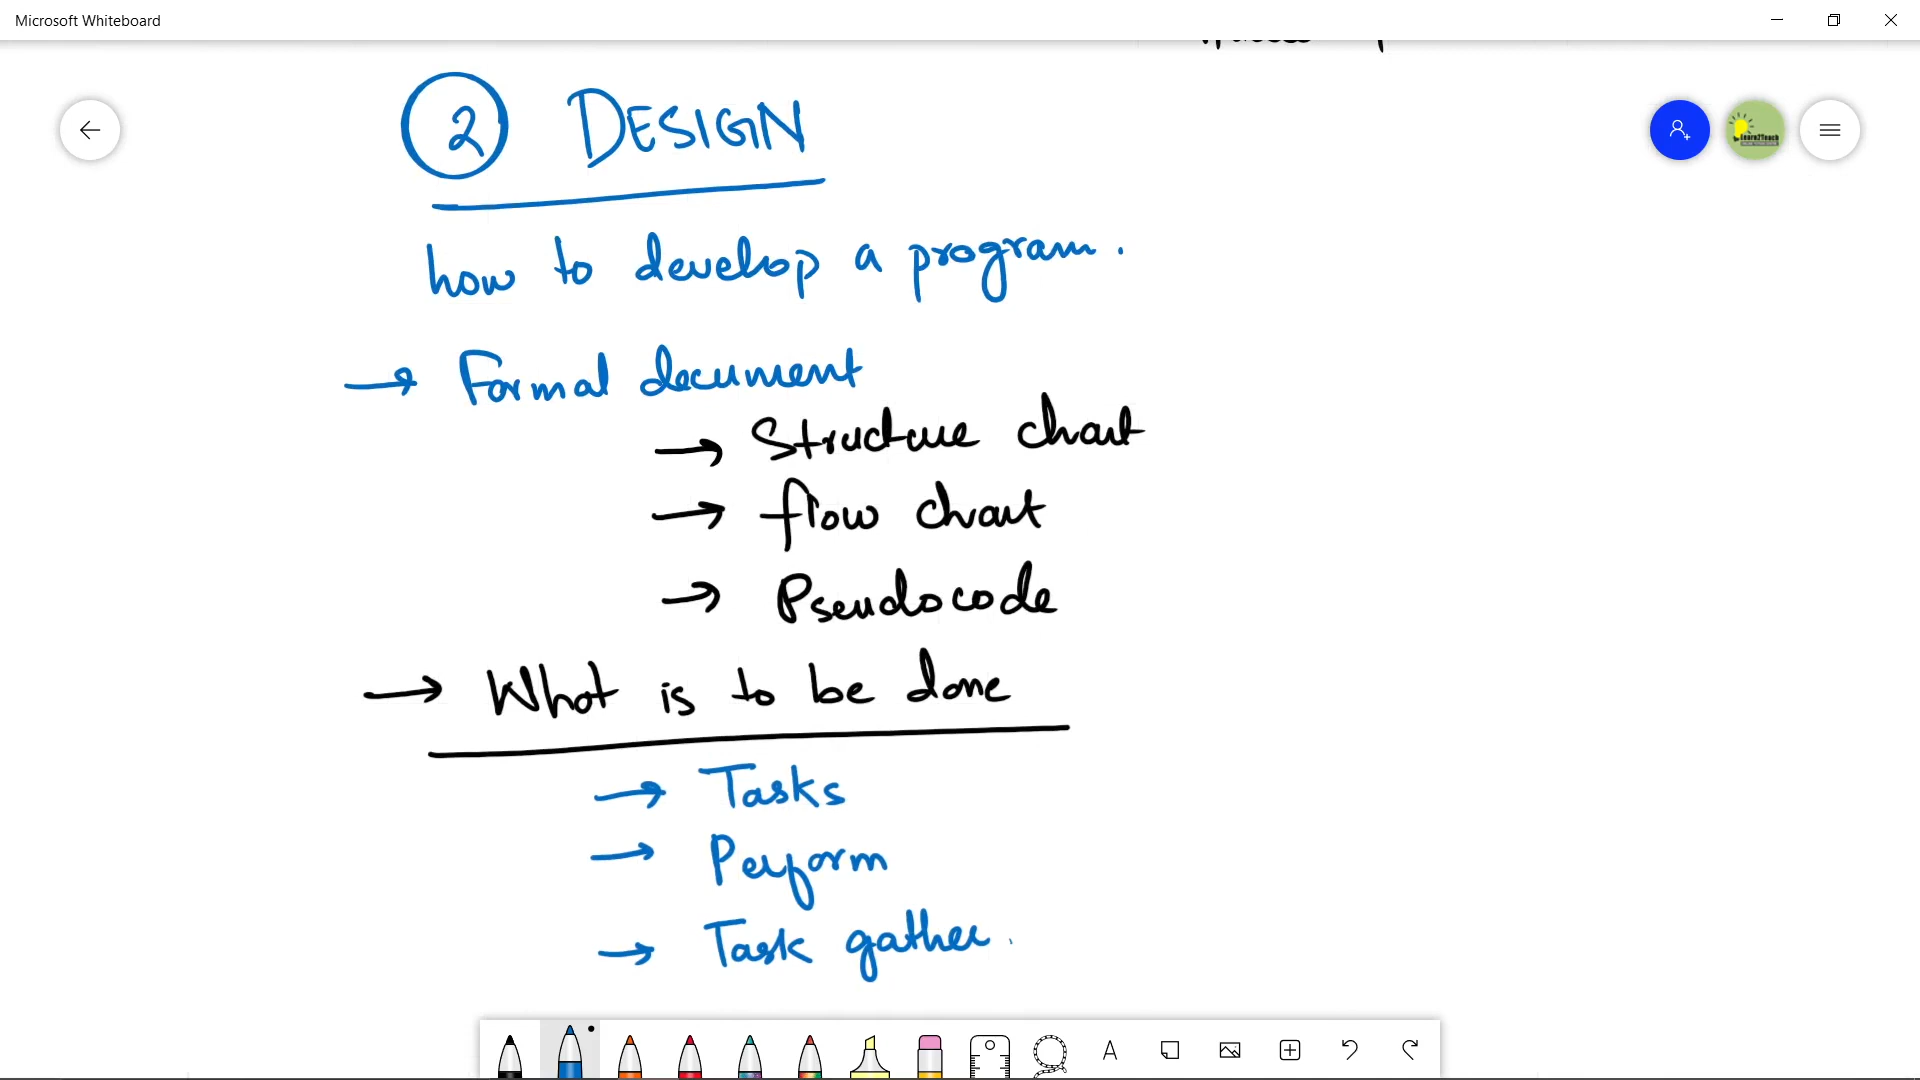 Microsoft Whiteboard
2 DESIGN
how to develop a program.
→ Formal document
→ Structure chart
→ flow chart
→ Pseudocode
→ What is to be done
→ Tasks
→ Perform
→ Task gather.
Learn2Teach
A